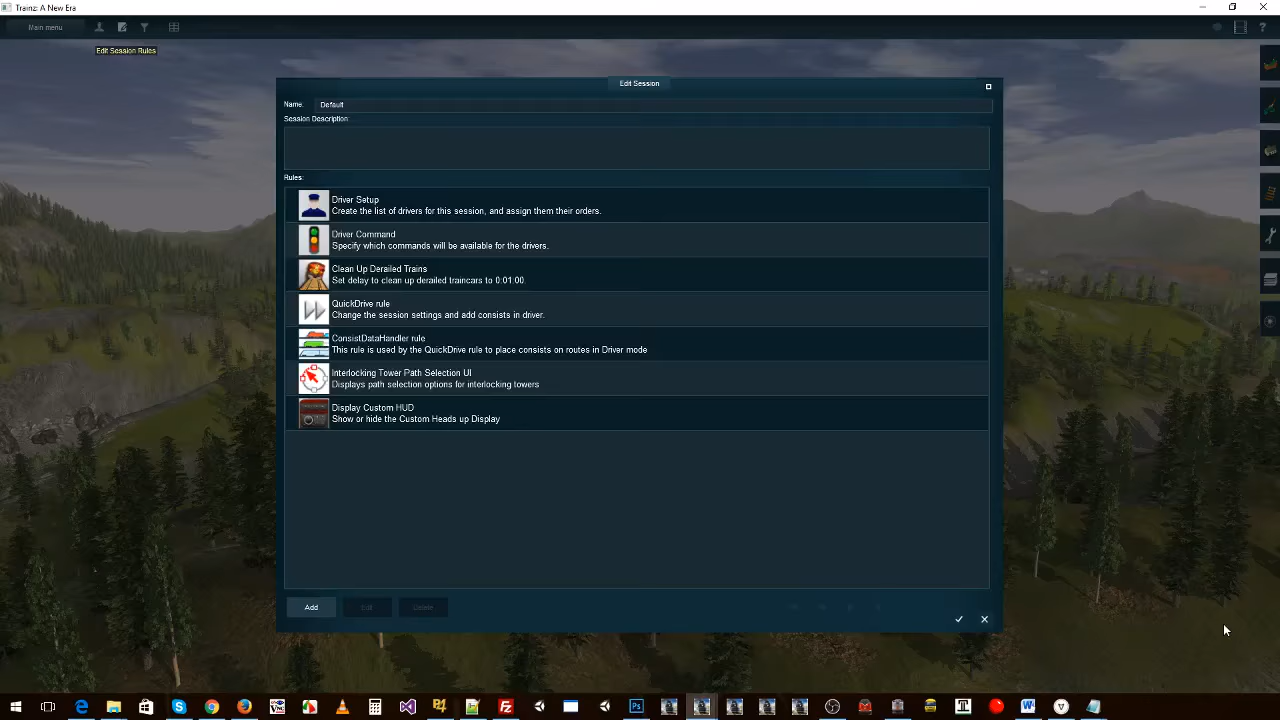 Trainz: A New Era
Main menu
Edit Session Rules
Edit Session
Name:
Default
Session Description:
Rules:
Driver Setup
Create the list of drivers for this session, and assign them their orders.
Driver Command
Specify which commands will be available for the drivers.
Clean Up Derailed Trains
Set delay to clean up derailed traincars to 0:01:00.
QuickDrive rule
Change the session settings and add consists in driver.
ConsistDataHandler rule
This rule is used by the QuickDrive rule to place consists on routes in Driver mode
Interlocking Tower Path Selection UI
Displays path selection options for interlocking towers
Display Custom HUD
Show or hide the Custom Heads up Display
Add
Edit
Delete